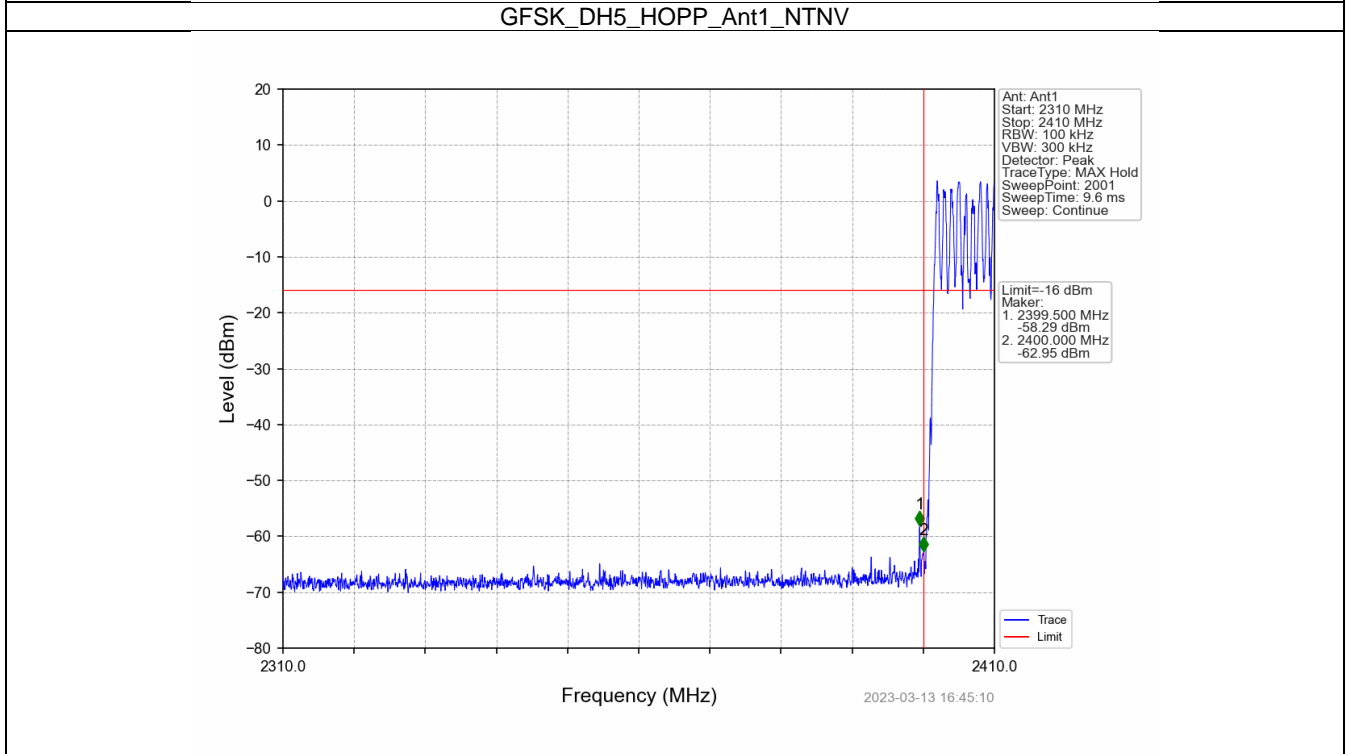 GFSK_DH5_HOPP_Ant1_NTNV
20
10
0
−10
−20
−30
−40
−50
−60
−70
−80
Level (dBm)
1
2
2310.0
2410.0
Frequency (MHz)
2023-03-13 16:45:10
Ant: Ant1
Start: 2310 MHz
Stop: 2410 MHz
RBW: 100 kHz
VBW: 300 kHz
Detector: Peak
TraceType: MAX Hold
SweepPoint: 2001
SweepTime: 9.6 ms
Sweep: Continue
Limit=-16 dBm
Maker:
1. 2399.500 MHz
-58.29 dBm
2. 2400.000 MHz
-62.95 dBm
Trace
Limit